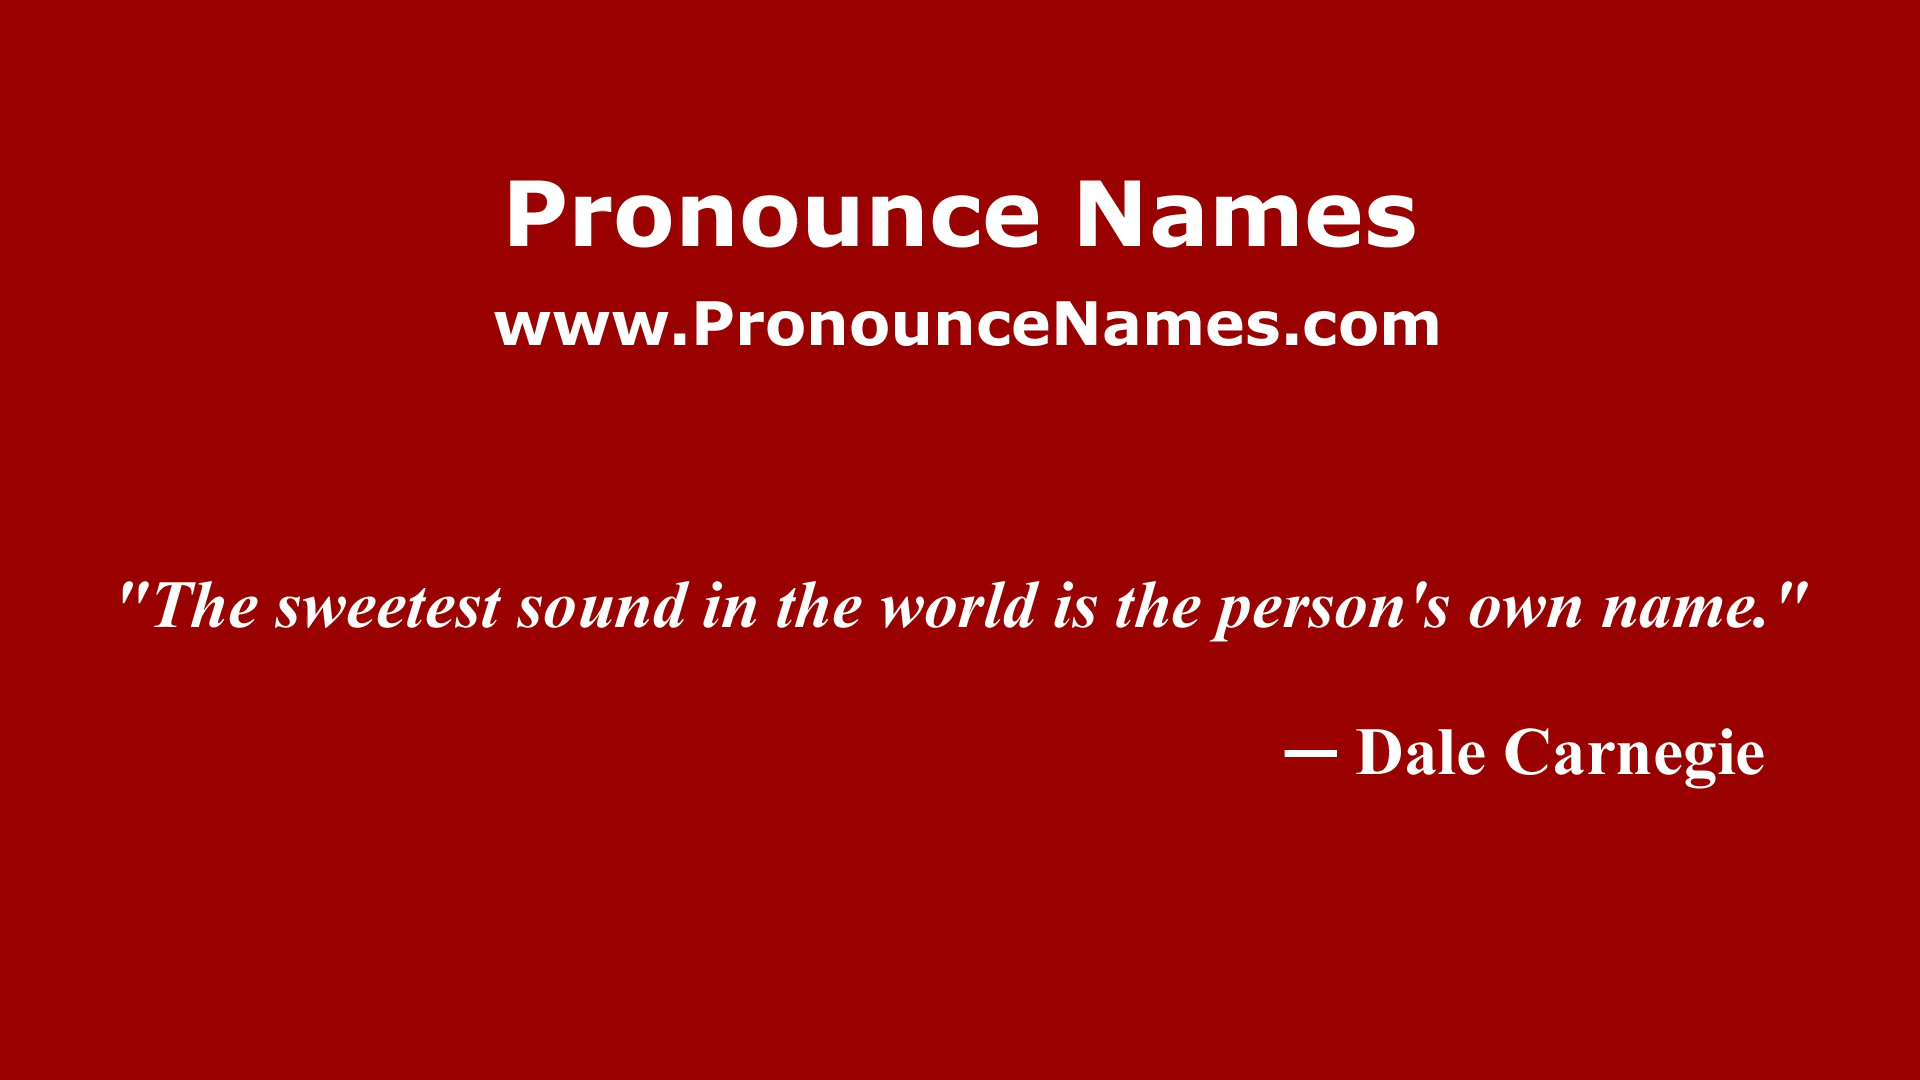 Pronounce Names
www.PronounceNames.com
"The sweetest sound in the world is the person's own name."
— Dale Carnegie